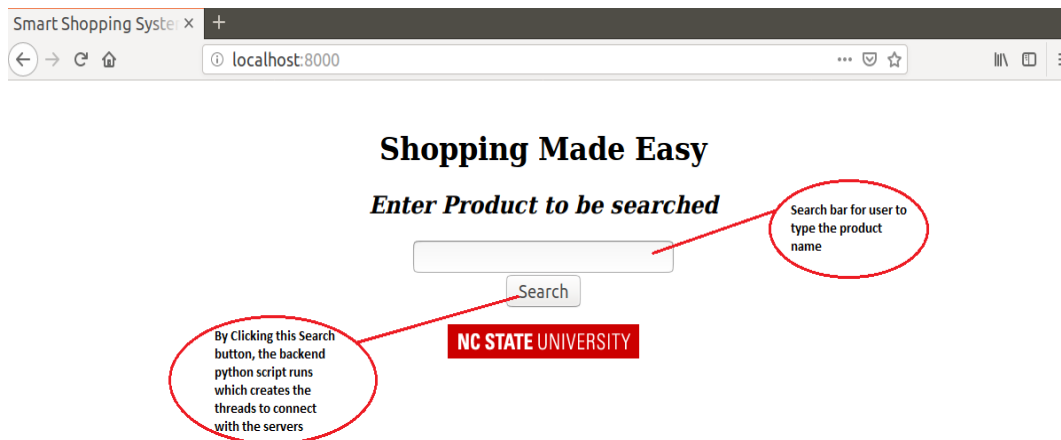 Smart Shopping Syste
localhost:8000
Shopping Made Easy
Enter Product to be searched
Search bar for user to
type the product
name
Search
By Clicking this Search
button, the backend
python script runs
which creates the
threads to connect
with the servers
NC STATE UNIVERSITY